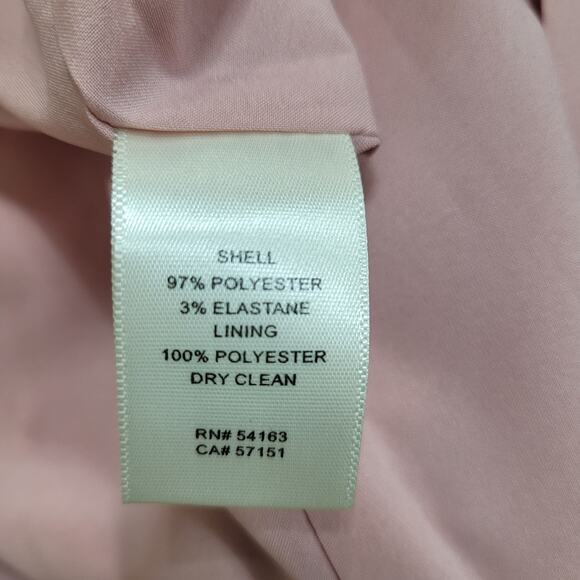 SHELL
97% POLYESTER
3% ELASTANE
LINING
100% POLYESTER
DRY CLEAN
RN# 54163
CA# 57151